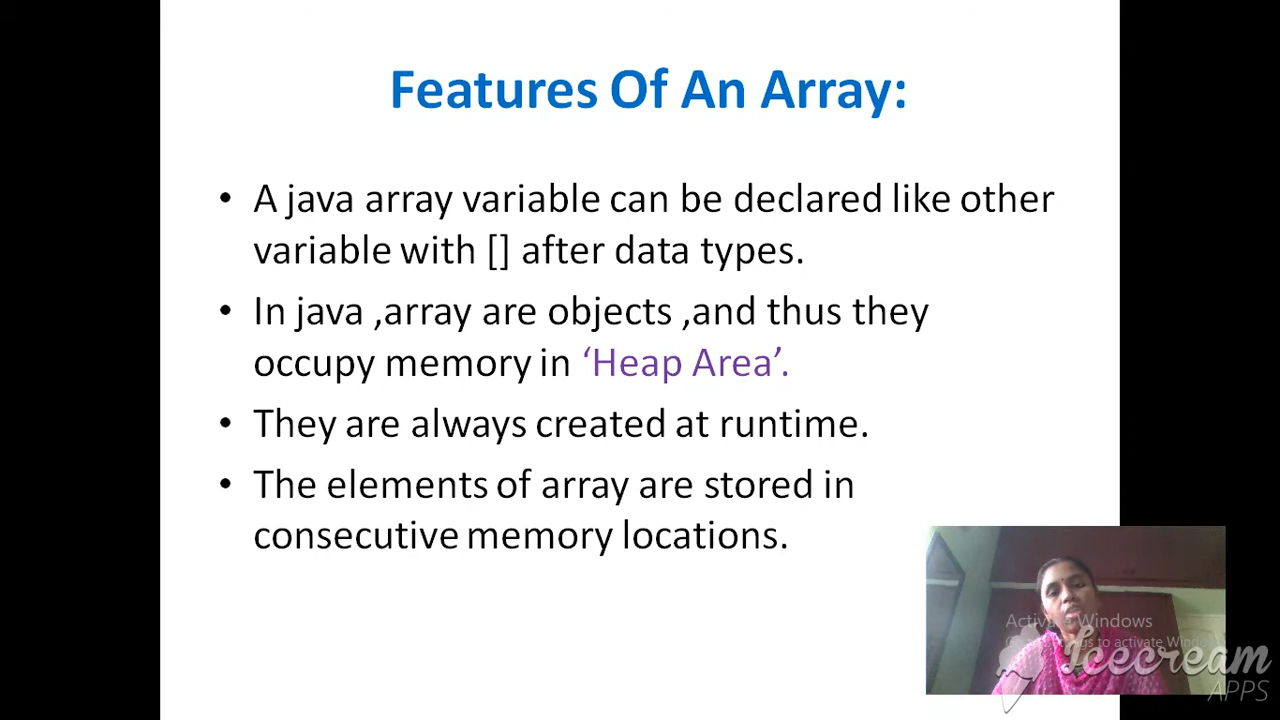 Features Of An Array:
• A java array variable can be declared like other
variable with [] after data types.
• In java ,array are objects ,and thus they
occupy memory in ‘Heap Area’.
• They are always created at runtime.
• The elements of array are stored in
consecutive memory locations.
Activate Windows
to activate
Icecream
APPS